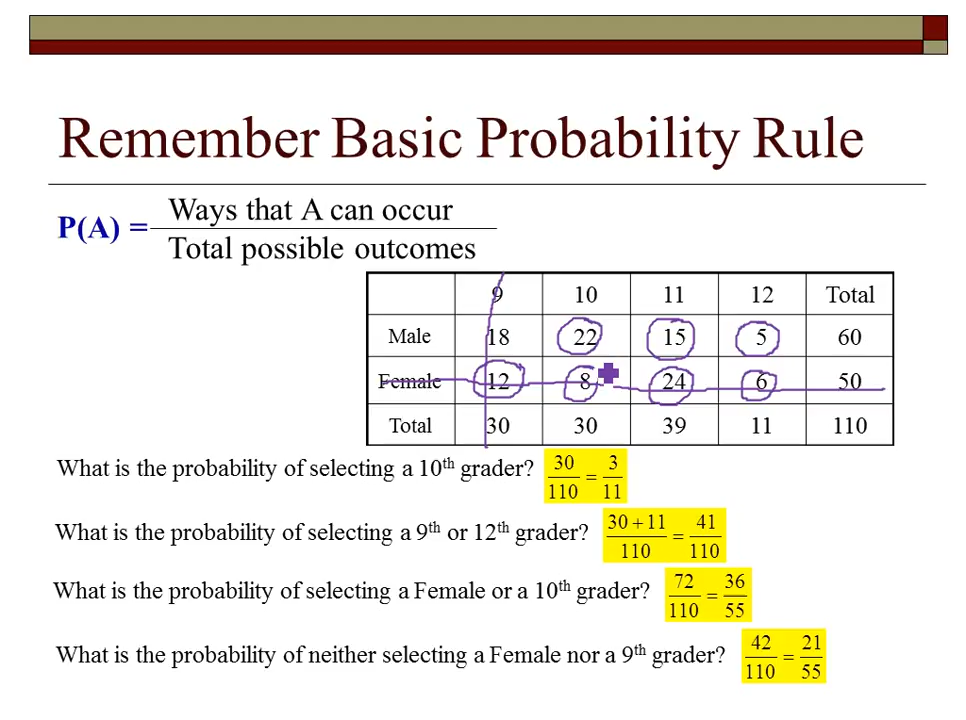 Remember Basic Probability Rule
P(A) = Ways that A can occur
Total possible outcomes
9 10 11 12 Total
Male 18 22 15 5 60
Female 12 8 24 6 50
Total 30 30 39 11 110
What is the probability of selecting a 10th grader? 30/110 = 3/11
What is the probability of selecting a 9th or 12th grader? 30 + 11/110 = 41/110
What is the probability of selecting a Female or a 10th grader? 72/110 = 36/55
What is the probability of neither selecting a Female nor a 9th grader? 42/110 = 21/55